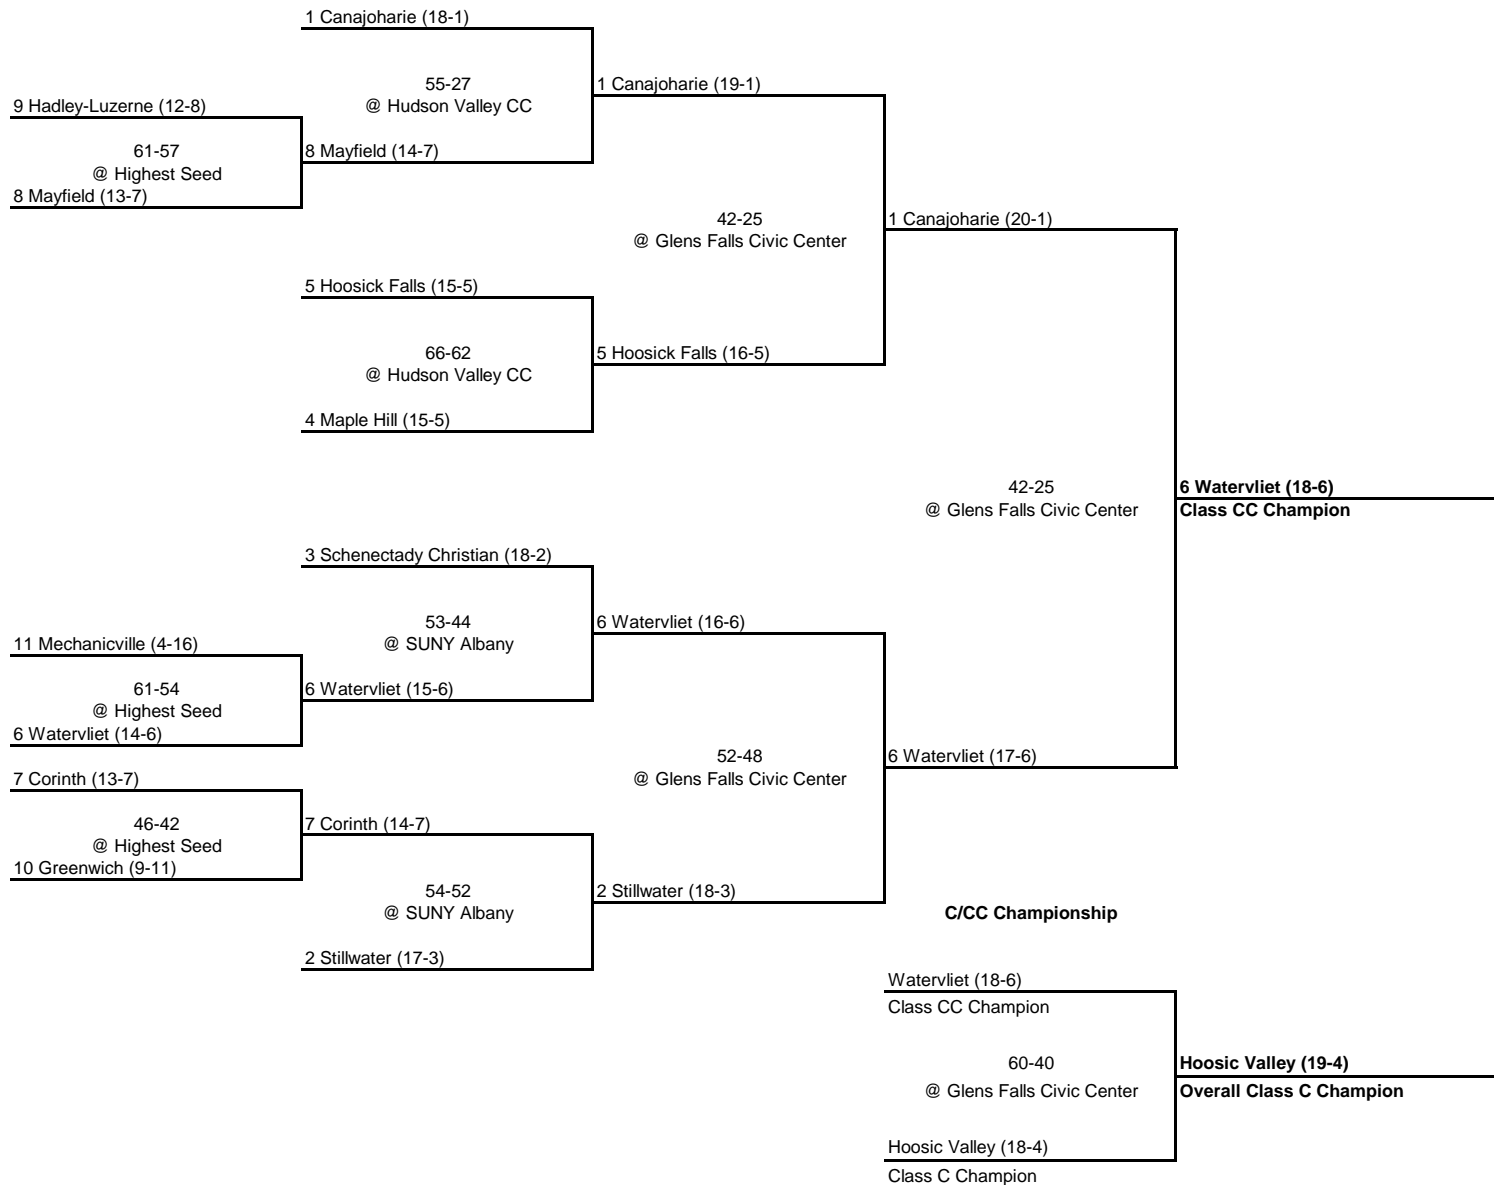 1 Canajoharie (18-1)
55-27
@ Hudson Valley CC
1 Canajoharie (19-1)
9 Hadley-Luzerne (12-8)
61-57
@ Highest Seed
8 Mayfield (14-7)
8 Mayfield (13-7)
42-25
@ Glens Falls Civic Center
1 Canajoharie (20-1)
5 Hoosick Falls (15-5)
66-62
@ Hudson Valley CC
5 Hoosick Falls (16-5)
4 Maple Hill (15-5)
42-25
@ Glens Falls Civic Center
6 Watervliet (18-6)
Class CC Champion
3 Schenectady Christian (18-2)
53-44
@ SUNY Albany
6 Watervliet (16-6)
11 Mechanicville (4-16)
61-54
@ Highest Seed
6 Watervliet (15-6)
6 Watervliet (14-6)
52-48
@ Glens Falls Civic Center
6 Watervliet (17-6)
7 Corinth (13-7)
46-42
@ Highest Seed
7 Corinth (14-7)
10 Greenwich (9-11)
54-52
@ SUNY Albany
2 Stillwater (18-3)
2 Stillwater (17-3)
C/CC Championship
Watervliet (18-6)
Class CC Champion
60-40
@ Glens Falls Civic Center
Hoosic Valley (19-4)
Overall Class C Champion
Hoosic Valley (18-4)
Class C Champion